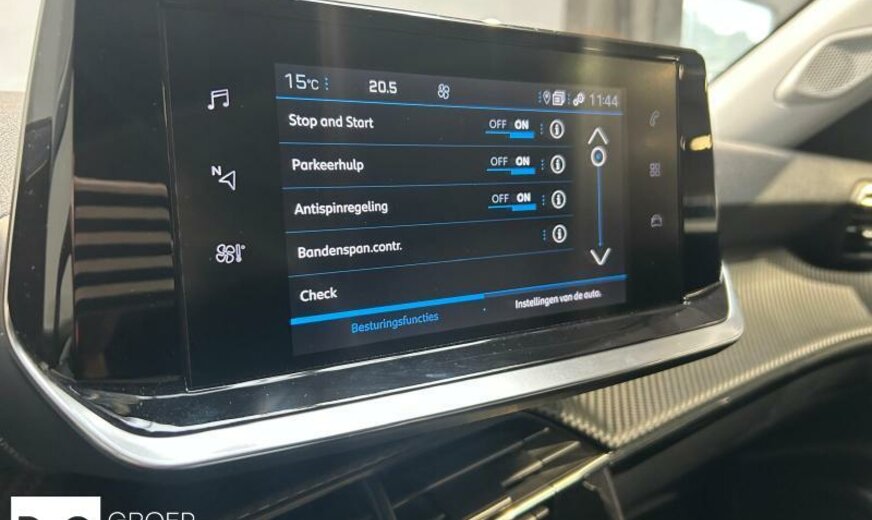 15°C 20.5 11:44
Stop and Start OFF ON
Parkeerhulp OFF ON
Antispinregeling OFF ON
Bandenspan.contr.
Check
Besturingsfuncties Instellingen van de auto.
N
GROEP